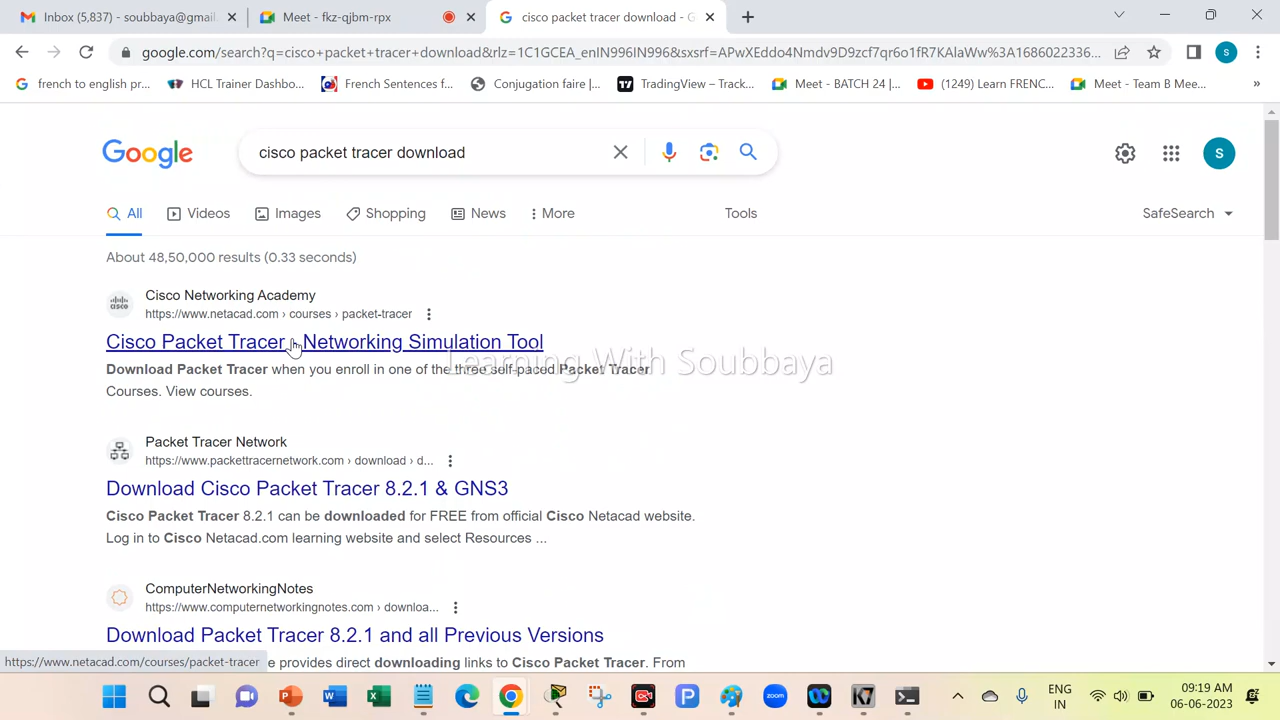 Inbox (5,837) - soubbaya@gmail
Meet - fkz-qjbm-rpx
cisco packet tracer download - G
google.com/search?q=cisco+packet+tracer+download&rlz=1C1GCEA_enIN996IN996&sxsrf=APwXEddo4Nmdv9D9zcf7qr6o1fR7KAlaWw%3A1686022336...
S
french to english pr...
HCL Trainer Dashbo...
French Sentences f...
Conjugation faire |...
TradingView – Track...
Meet - BATCH 24 |...
(1249) Learn FRENC...
Meet - Team B Mee...
»
Google
cisco packet tracer download
S
All
Videos
Images
Shopping
News
More
Tools
SafeSearch
About 48,50,000 results (0.33 seconds)
Cisco Networking Academy
https://www.netacad.com › courses › packet-tracer
Cisco Packet Tracer - Networking Simulation Tool
Learning With Soubbaya
Download Packet Tracer when you enroll in one of the three self-paced Packet Tracer
Courses. View courses.
Packet Tracer Network
https://www.packettracernetwork.com › download › d...
Download Cisco Packet Tracer 8.2.1 & GNS3
Cisco Packet Tracer 8.2.1 can be downloaded for FREE from official Cisco Netacad website.
Log in to Cisco Netacad.com learning website and select Resources ...
ComputerNetworkingNotes
https://www.computernetworkingnotes.com › downloa...
Download Packet Tracer 8.2.1 and all Previous Versions
https://www.netacad.com/courses/packet-tracer
e provides direct downloading links to Cisco Packet Tracer. From
zoom
K7
ENG
IN
09:19 AM
06-06-2023